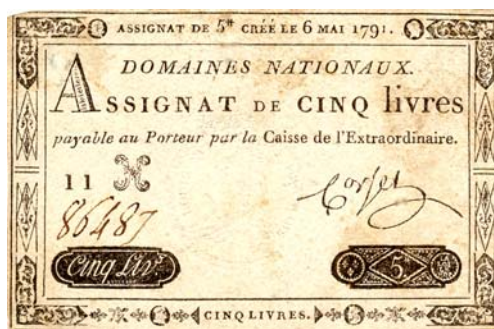 ASSIGNAT DE 5# CRÉÉ LE 6 MAI 1791.
DOMAINES NATIONAUX.
ASSIGNAT DE CINQ livres
payable au Porteur par la Caisse de l'Extraordinaire.
11
86487
Corsel
Cinq Liv.
5
CINQ LIVRES.